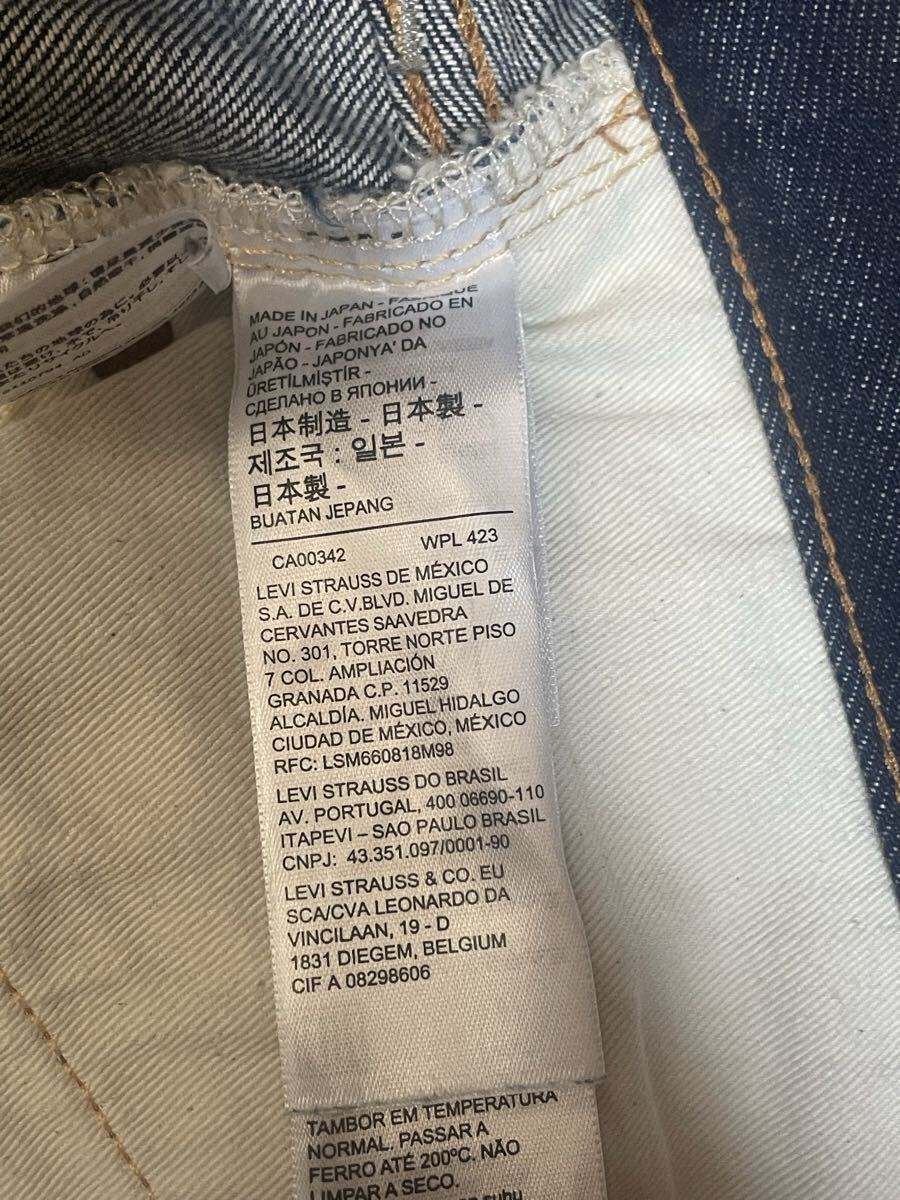 MADE IN JAPAN - FABRIQUÉ
AU JAPON - FABRICADO EN
JAPÓN - FABRICADO NO
JAPÃO - JAPONYA' DA
ÜRETİLMİŞTİR -
СДЕЛАНО В ЯПОНИИ -
日本制造 - 日本製 -
제조국 : 일본 -
日本製 -
BUATAN JEPANG
CA00342 WPL 423
LEVI STRAUSS DE MÉXICO
S.A. DE C.V.BLVD. MIGUEL DE
CERVANTES SAAVEDRA
NO. 301, TORRE NORTE PISO
7 COL. AMPLIACIÓN
GRANADA C.P. 11529
ALCALDÍA. MIGUEL HIDALGO
CIUDAD DE MÉXICO, MÉXICO
RFC: LSM660818M98
LEVI STRAUSS DO BRASIL
AV. PORTUGAL, 400 06690-110
ITAPEVI – SAO PAULO BRASIL
CNPJ: 43.351.097/0001-90
LEVI STRAUSS & CO. EU
SCA/CVA LEONARDO DA
VINCILAAN, 19 - D
1831 DIEGEM, BELGIUM
CIF A 08298606
TAMBOR EM TEMPERATURA
NORMAL. PASSAR A
FERRO ATÉ 200ºC. NÃO
LIMPAR A SECO.